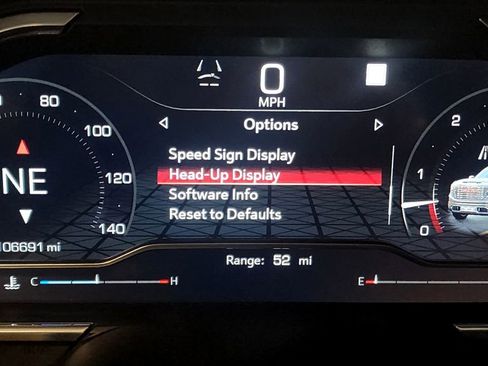 0
MPH
Options
Speed Sign Display
Head-Up Display
Software Info
Reset to Defaults
Range: 52 mi
80
100
120
140
60
NE
106691 mi
C H
2
1
0
E